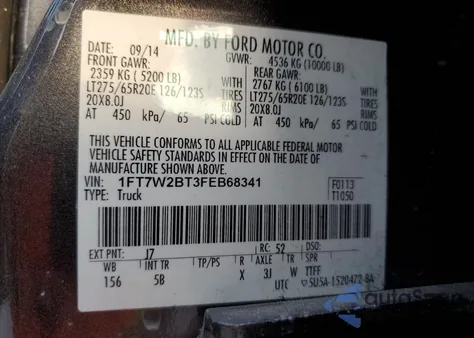 MFD. BY FORD MOTOR CO.
DATE: 09/14 GVWR: 4536 KG (10000 LB)
FRONT GAWR: REAR GAWR:
2359 KG ( 5200 LB) 2767 KG ( 6100 LB)
LT275/65R20E 126/123S TIRES LT275/65R20E 126/123S TIRES
20X8.0J RIMS 20X8.0J RIMS
AT 450 kPa/ 65 PSI COLD AT 450 kPa/ 65 PSI COLD
THIS VEHICLE CONFORMS TO ALL APPLICABLE FEDERAL MOTOR
VEHICLE SAFETY STANDARDS IN EFFECT ON THE DATE OF
MANUFACTURE SHOWN ABOVE.
VIN: 1FT7W2BT3FEB68341 F0113
TYPE: Truck T1050
EXT PNT: J7 RC: 52 DSO:
WB INT TR TP/PS R AXLE TR SPR
156 5B X 3J W TTFF
UTC 5U5A-1520472-BA